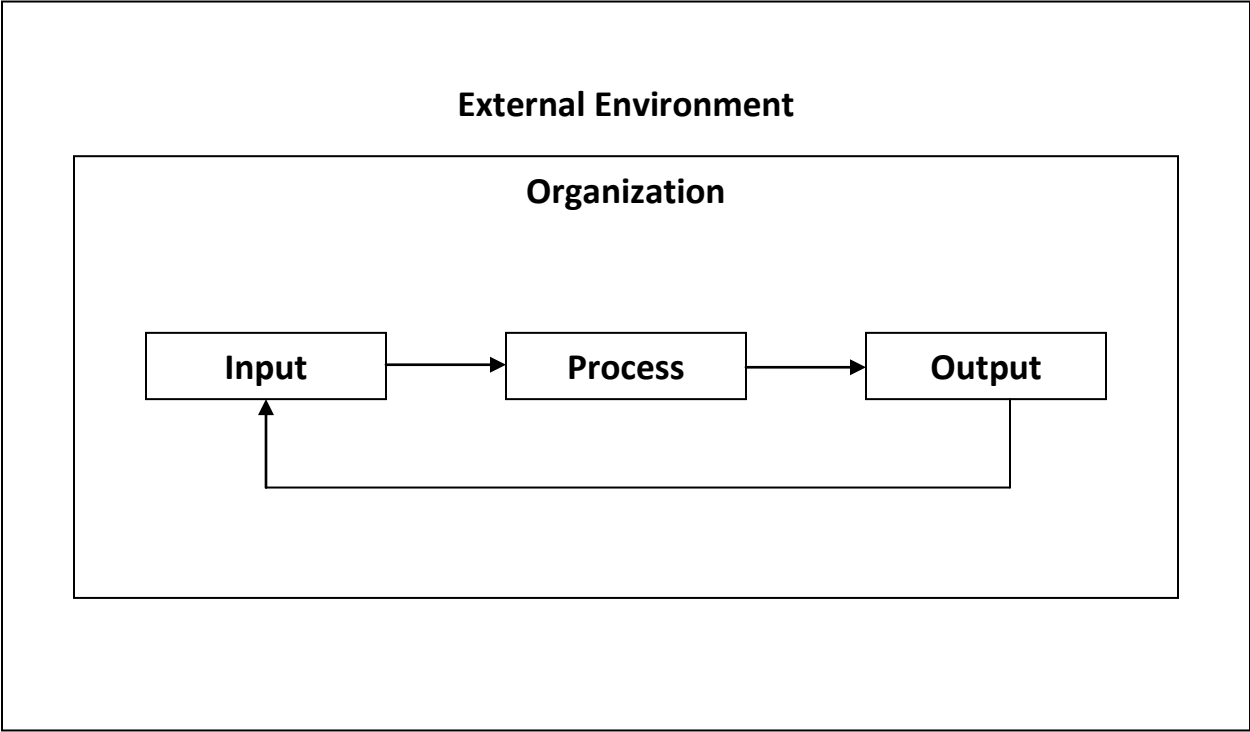 External Environment
Organization
Input
Process
Output